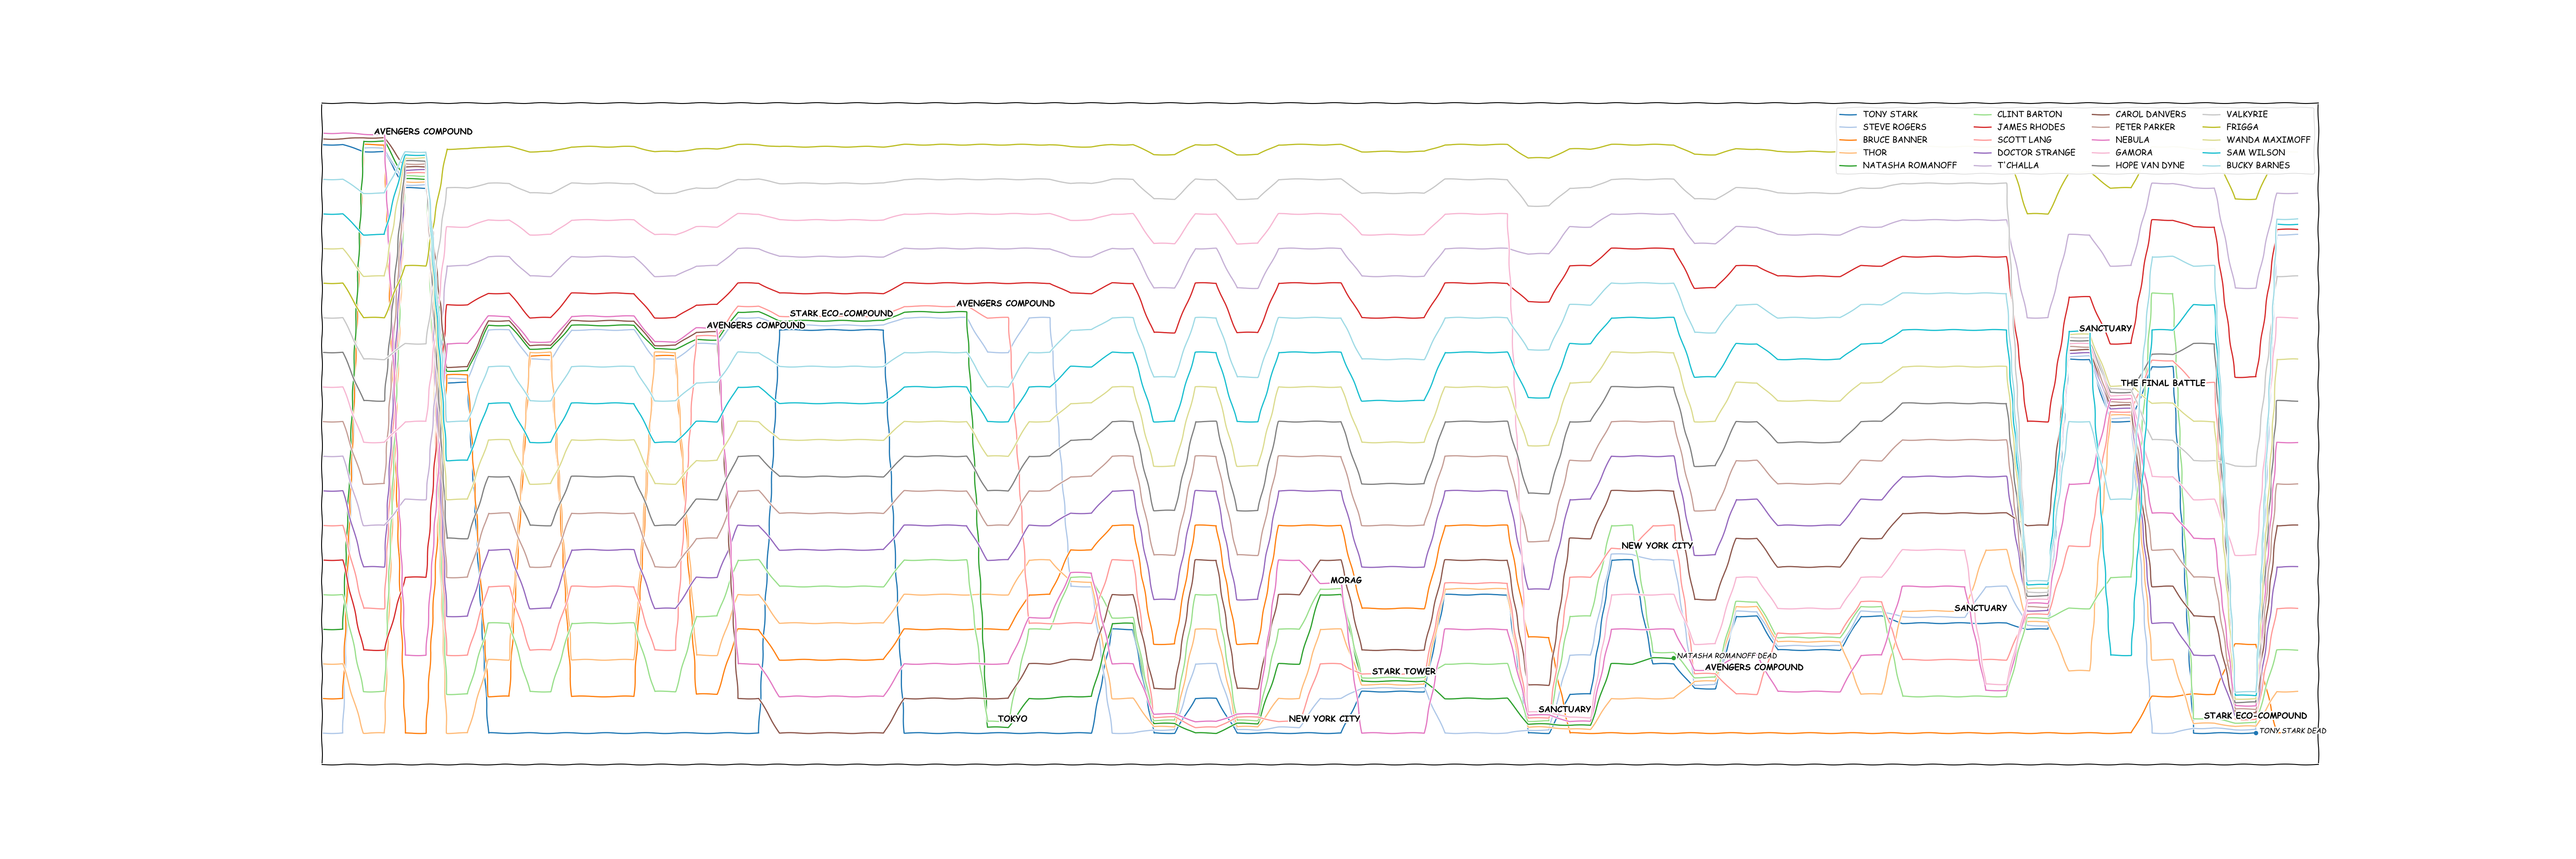 AVENGERS COMPOUND
TONY STARK
STEVE ROGERS
BRUCE BANNER
THOR
NATASHA ROMANOFF
CLINT BARTON
JAMES RHODES
SCOTT LANG
DOCTOR STRANGE
T'CHALLA
CAROL DANVERS
PETER PARKER
NEBULA
GAMORA
HOPE VAN DYNE
VALKYRIE
FRIGGA
WANDA MAXIMOFF
SAM WILSON
BUCKY BARNES
AVENGERS COMPOUND
STARK ECO-COMPOUND
AVENGERS COMPOUND
SANCTUARY
THE FINAL BATTLE
NEW YORK CITY
MORAG
SANCTUARY
NATASHA ROMANOFF DEAD
STARK TOWER
AVENGERS COMPOUND
SANCTUARY
TOKYO
NEW YORK CITY
STARK ECO-COMPOUND
TONY STARK DEAD